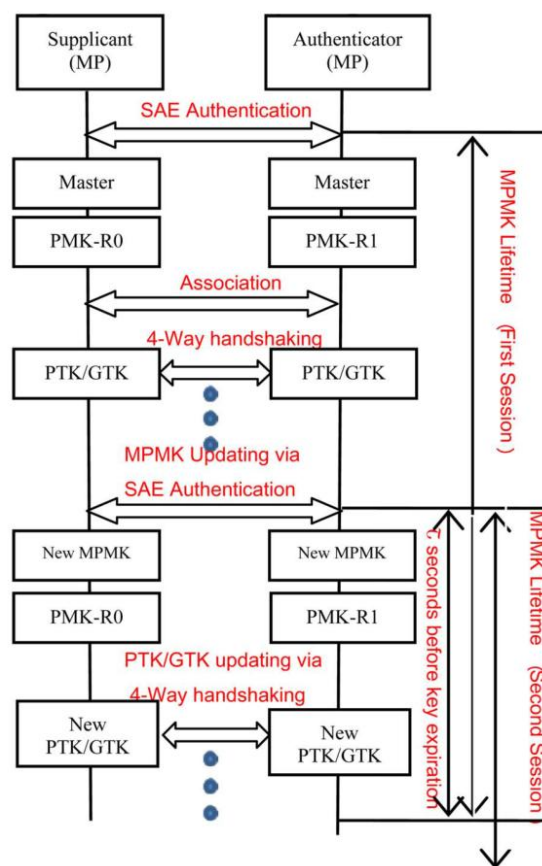 Supplicant
(MP)
Authenticator
(MP)
SAE Authentication
Master
Master
PMK-R0
PMK-R1
Association
4-Way handshaking
PTK/GTK
PTK/GTK
MPMK Updating via
SAE Authentication
New MPMK
New MPMK
PMK-R0
PMK-R1
PTK/GTK updating via
4-Way handshaking
New
PTK/GTK
New
PTK/GTK
MPMK Lifetime (First Session)
seconds before key expiration
MPMK Lifetime (Second Session)